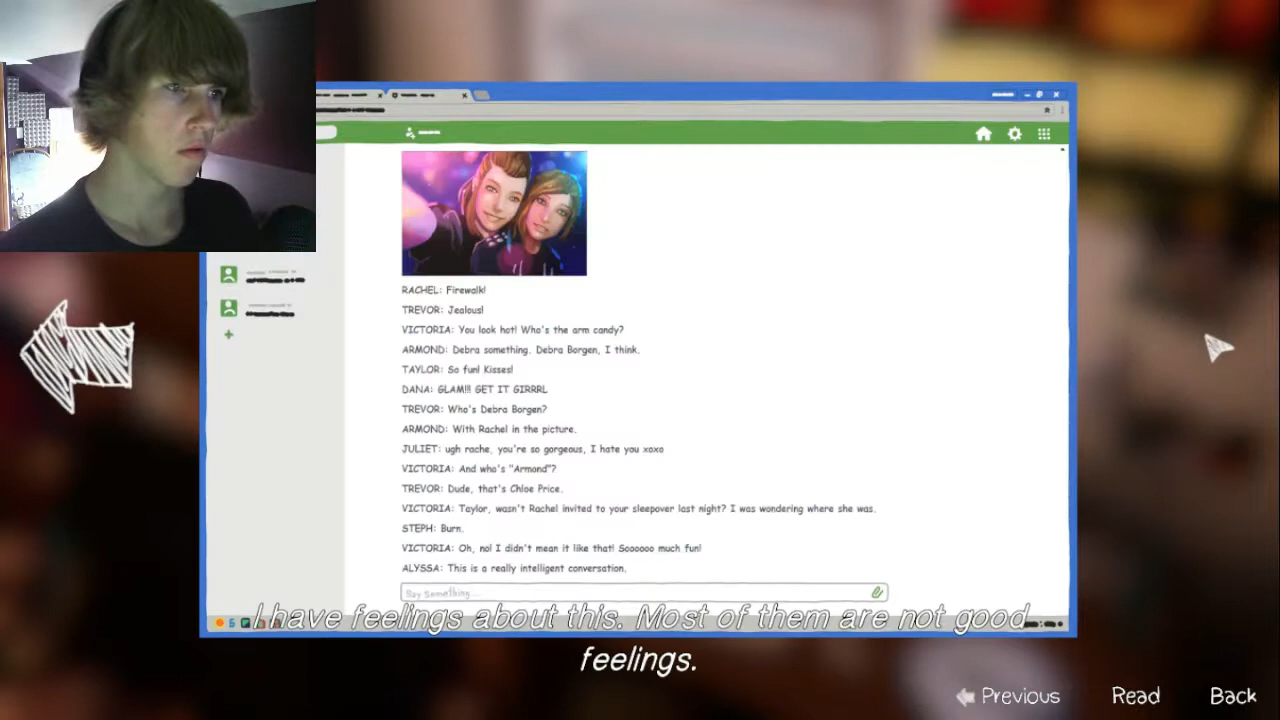 RACHEL: Firewalk!
TREVOR: Jealous!
VICTORIA: You look hot! Who's the arm candy?
ARMOND: Debra something. Debra Borgen, I think.
TAYLOR: So fun! Kisses!
DANA: GLAM!!! GET IT GIRRRL
TREVOR: Who's Debra Borgen?
ARMOND: With Rachel in the picture.
JULIET: ugh rache, you're so gorgeous, I hate you xoxo
VICTORIA: And who's "Armond"?
TREVOR: Dude, that's Chloe Price.
VICTORIA: Taylor, wasn't Rachel invited to your sleepover last night? I was wondering where she was.
STEPH: Burn.
VICTORIA: Oh, no! I didn't mean it like that! Soooooo much fun!
ALYSSA: This is a really intelligent conversation.
Say Something...
I have feelings about this. Most of them are not good
feelings.
Previous Read Back